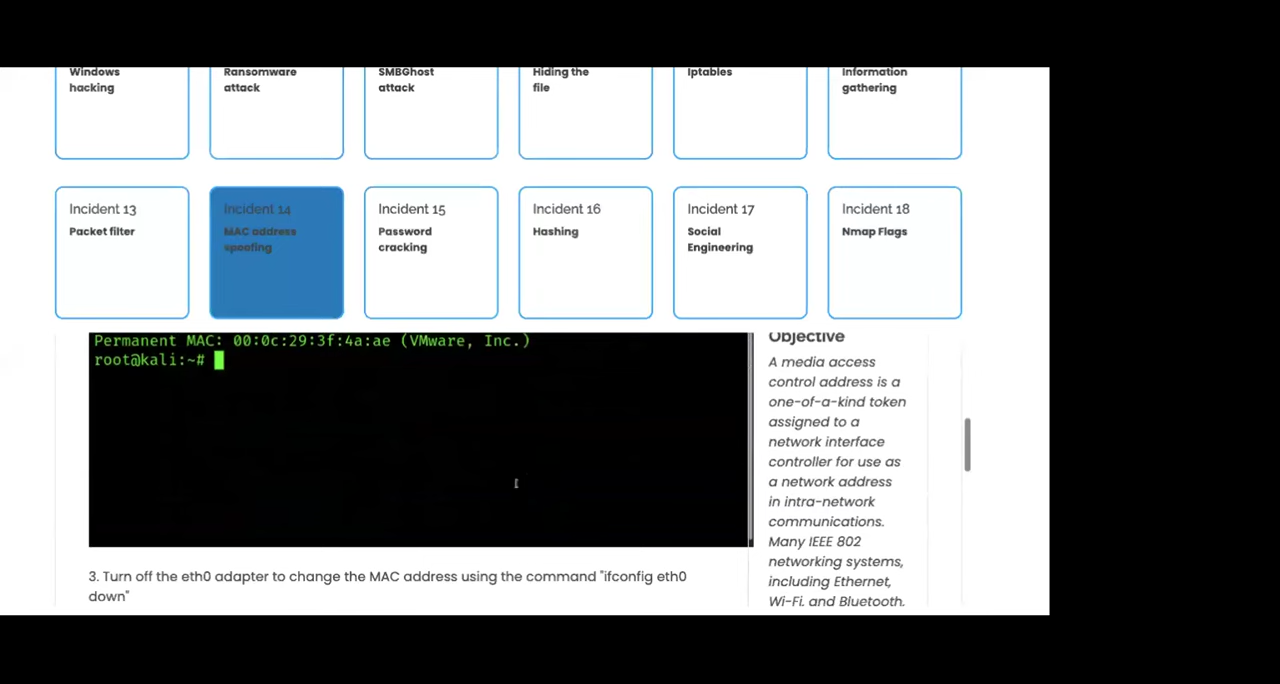 Windows
hacking
Ransomware
attack
SMBGhost
attack
Hiding the
file
Iptables
Information
gathering
Incident 13
Packet filter
Incident 14
MAC address
spoofing
Incident 15
Password
cracking
Incident 16
Hashing
Incident 17
Social
Engineering
Incident 18
Nmap Flags
Permanent MAC: 00:0c:29:3f:4a:ae (VMware, Inc.)
root@kali:~#
3. Turn off the eth0 adapter to change the MAC address using the command "ifconfig eth0
down"
Objective
A media access
control address is a
one-of-a-kind token
assigned to a
network interface
controller for use as
a network address
in intra-network
communications.
Many IEEE 802
networking systems,
including Ethernet,
Wi-Fi, and Bluetooth,